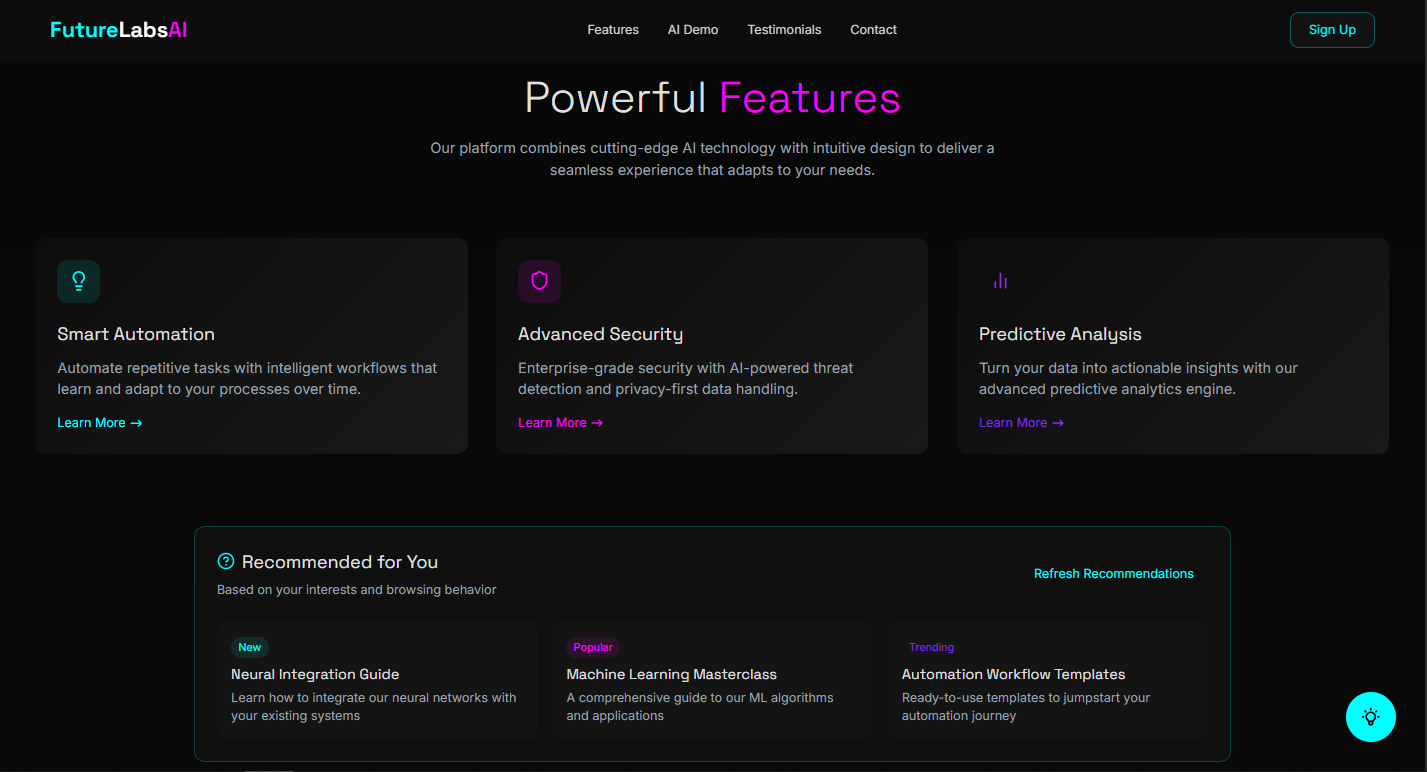 FutureLabsAI
Features
AI Demo
Testimonials
Contact
Sign Up
Powerful Features
Our platform combines cutting-edge AI technology with intuitive design to deliver a
seamless experience that adapts to your needs.
Smart Automation
Automate repetitive tasks with intelligent workflows that
learn and adapt to your processes over time.
Learn More →
Advanced Security
Enterprise-grade security with AI-powered threat
detection and privacy-first data handling.
Learn More →
Predictive Analysis
Turn your data into actionable insights with our
advanced predictive analytics engine.
Learn More →
Recommended for You
Based on your interests and browsing behavior
Refresh Recommendations
New
Neural Integration Guide
Learn how to integrate our neural networks with
your existing systems
Popular
Machine Learning Masterclass
A comprehensive guide to our ML algorithms
and applications
Trending
Automation Workflow Templates
Ready-to-use templates to jumpstart your
automation journey